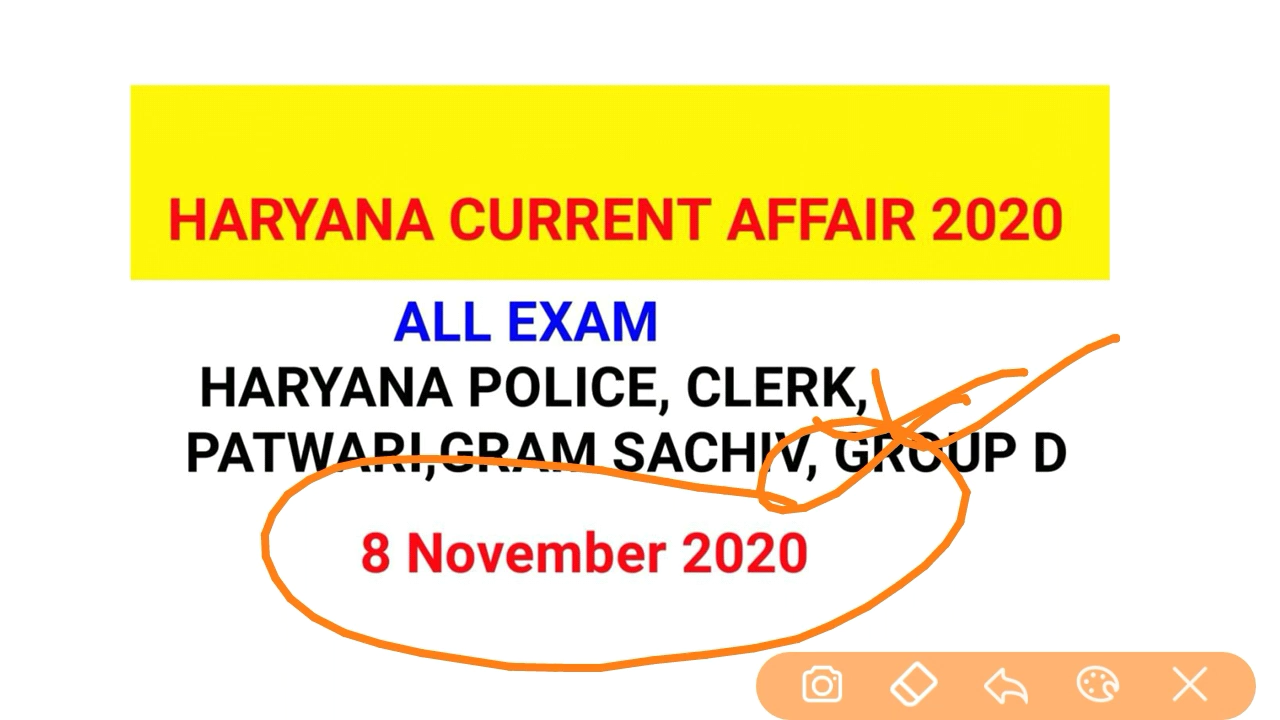 HARYANA CURRENT AFFAIR 2020
ALL EXAM
HARYANA POLICE, CLERK,
PATWARI,GRAM SACHIV, GROUP D
8 November 2020